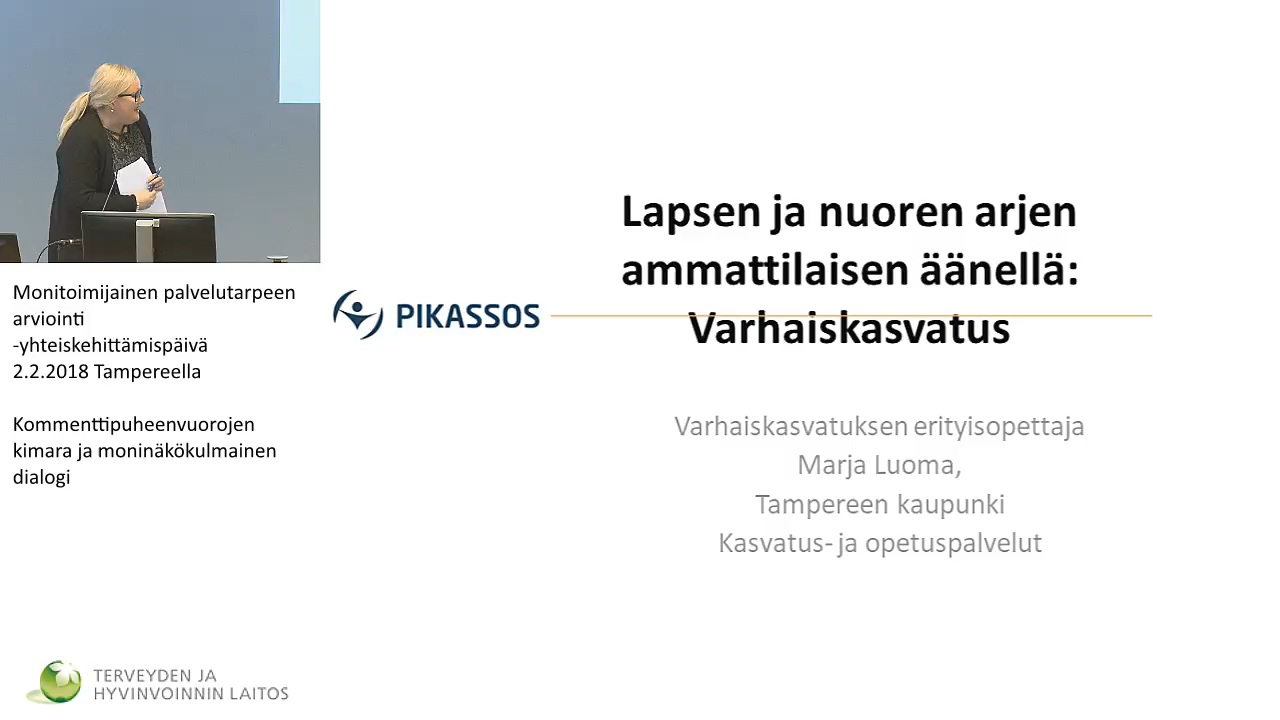 Monitoimijainen palvelutarpeen
arviointi
-yhteiskehittämispäivä
2.2.2018 Tampereella
Kommenttipuheenvuorojen
kimara ja moninäkökulmainen
dialogi
TERVEYDEN JA
HYVINVOINNIN LAITOS
PIKASSOS
Lapsen ja nuoren arjen
ammattilaisen äänellä:
Varhaiskasvatus
Varhaiskasvatuksen erityisopettaja
Marja Luoma,
Tampereen kaupunki
Kasvatus- ja opetuspalvelut